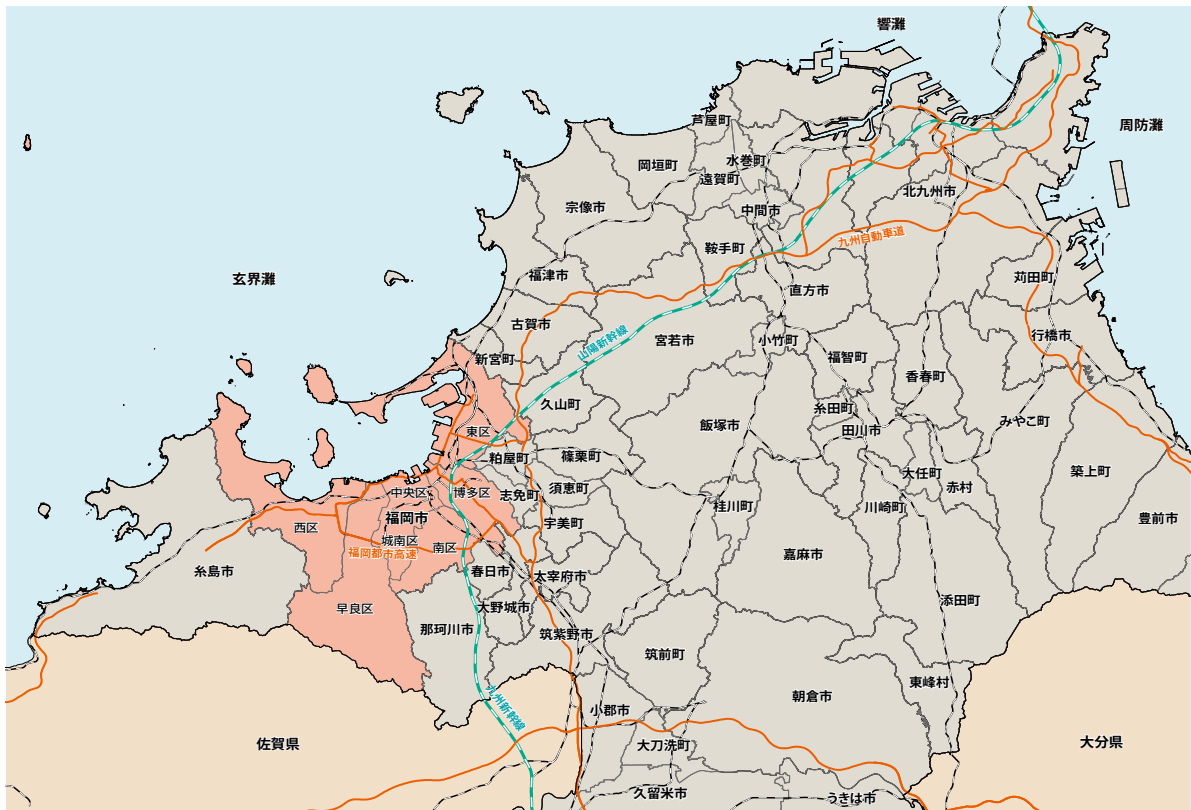 響灘
周防灘
芦屋町
岡垣町
水巻町
遠賀町
北九州市
宗像市
中間市
九州自動車道
鞍手町
玄界灘
福津市
苅田町
直方市
古賀市
行橋市
山陽新幹線
宮若市
小竹町
新宮町
福智町
香春町
久山町
糸田町
みやこ町
飯塚市
東区
田川市
粕屋町
篠栗町
大任町
築上町
中央区
博多区
志免町
須恵町
赤村
桂川町
川崎町
福岡市
宇美町
豊前市
西区
城南区
南区
福岡都市高速
嘉麻市
糸島市
春日市
太宰府市
早良区
大野城市
添田町
那珂川市
筑紫野市
筑前町
東峰村
朝倉市
九州新幹線
小郡市
佐賀県
大刀洗町
大分県
久留米市
うきは市